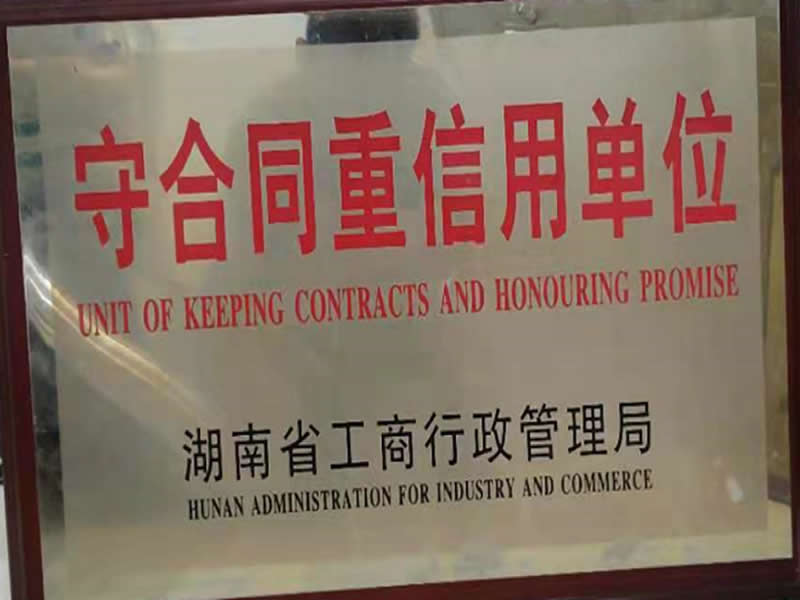 守合同重信用单位
UNIT OF KEEPING CONTRACTS AND HONOURING PROMISE
湖南省工商行政管理局
HUNAN ADMINISTRATION FOR INDUSTRY AND COMMERCE